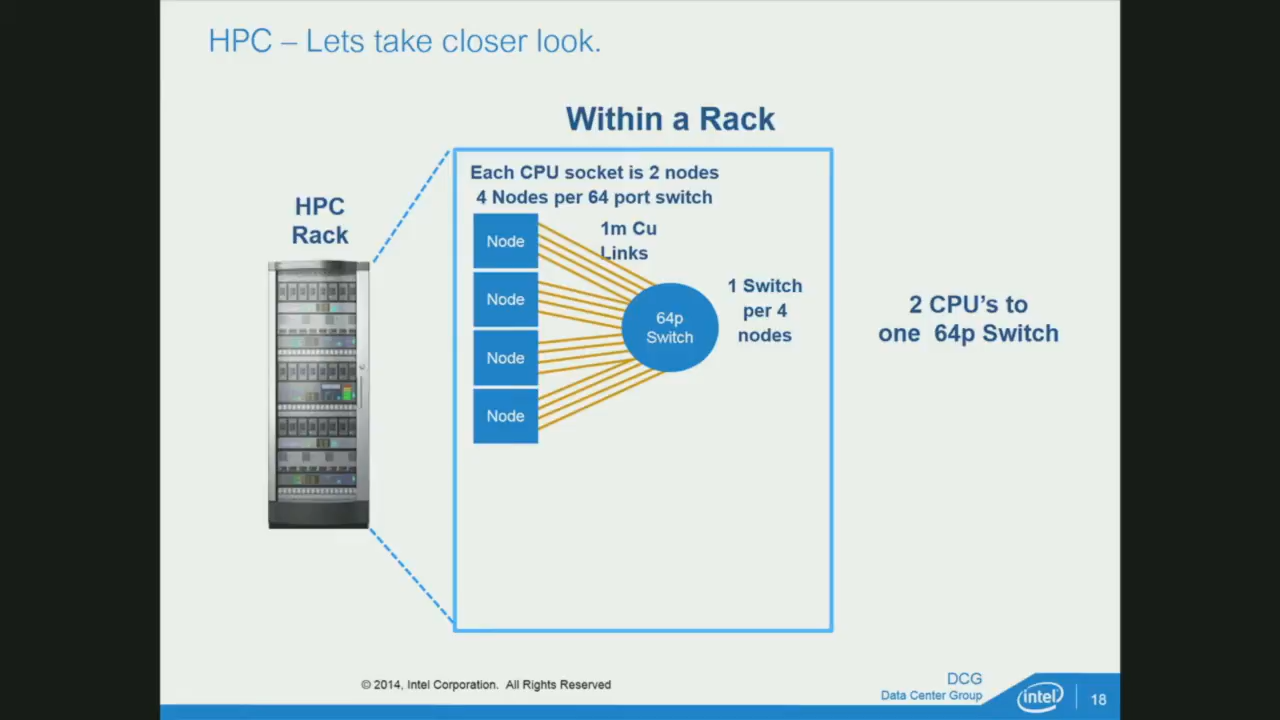 HPC – Lets take closer look.
Within a Rack
HPC
Rack
Each CPU socket is 2 nodes
4 Nodes per 64 port switch
1m Cu
Links
Node
Node
Node
Node
64p
Switch
1 Switch
per 4
nodes
2 CPU's to
one 64p Switch
© 2014, Intel Corporation. All Rights Reserved
DCG
Data Center Group
intel
18